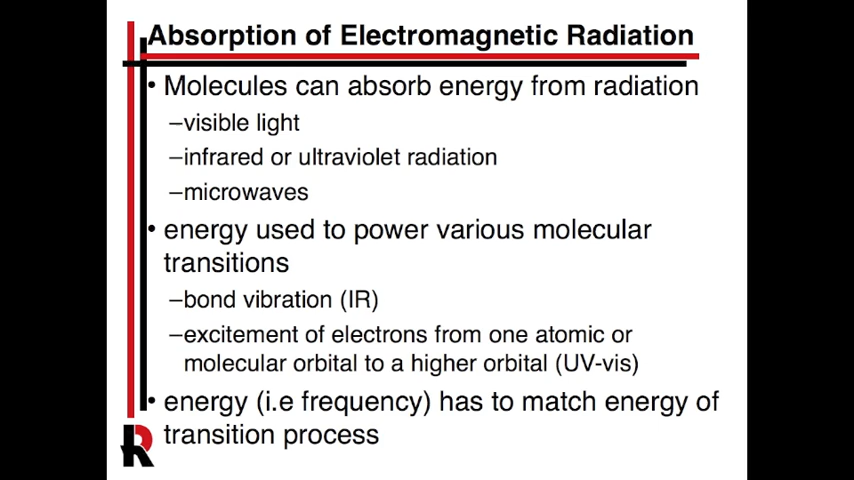 Absorption of Electromagnetic Radiation
• Molecules can absorb energy from radiation
–visible light
–infrared or ultraviolet radiation
–microwaves
• energy used to power various molecular
transitions
–bond vibration (IR)
–excitement of electrons from one atomic or
molecular orbital to a higher orbital (UV-vis)
• energy (i.e frequency) has to match energy of
transition process